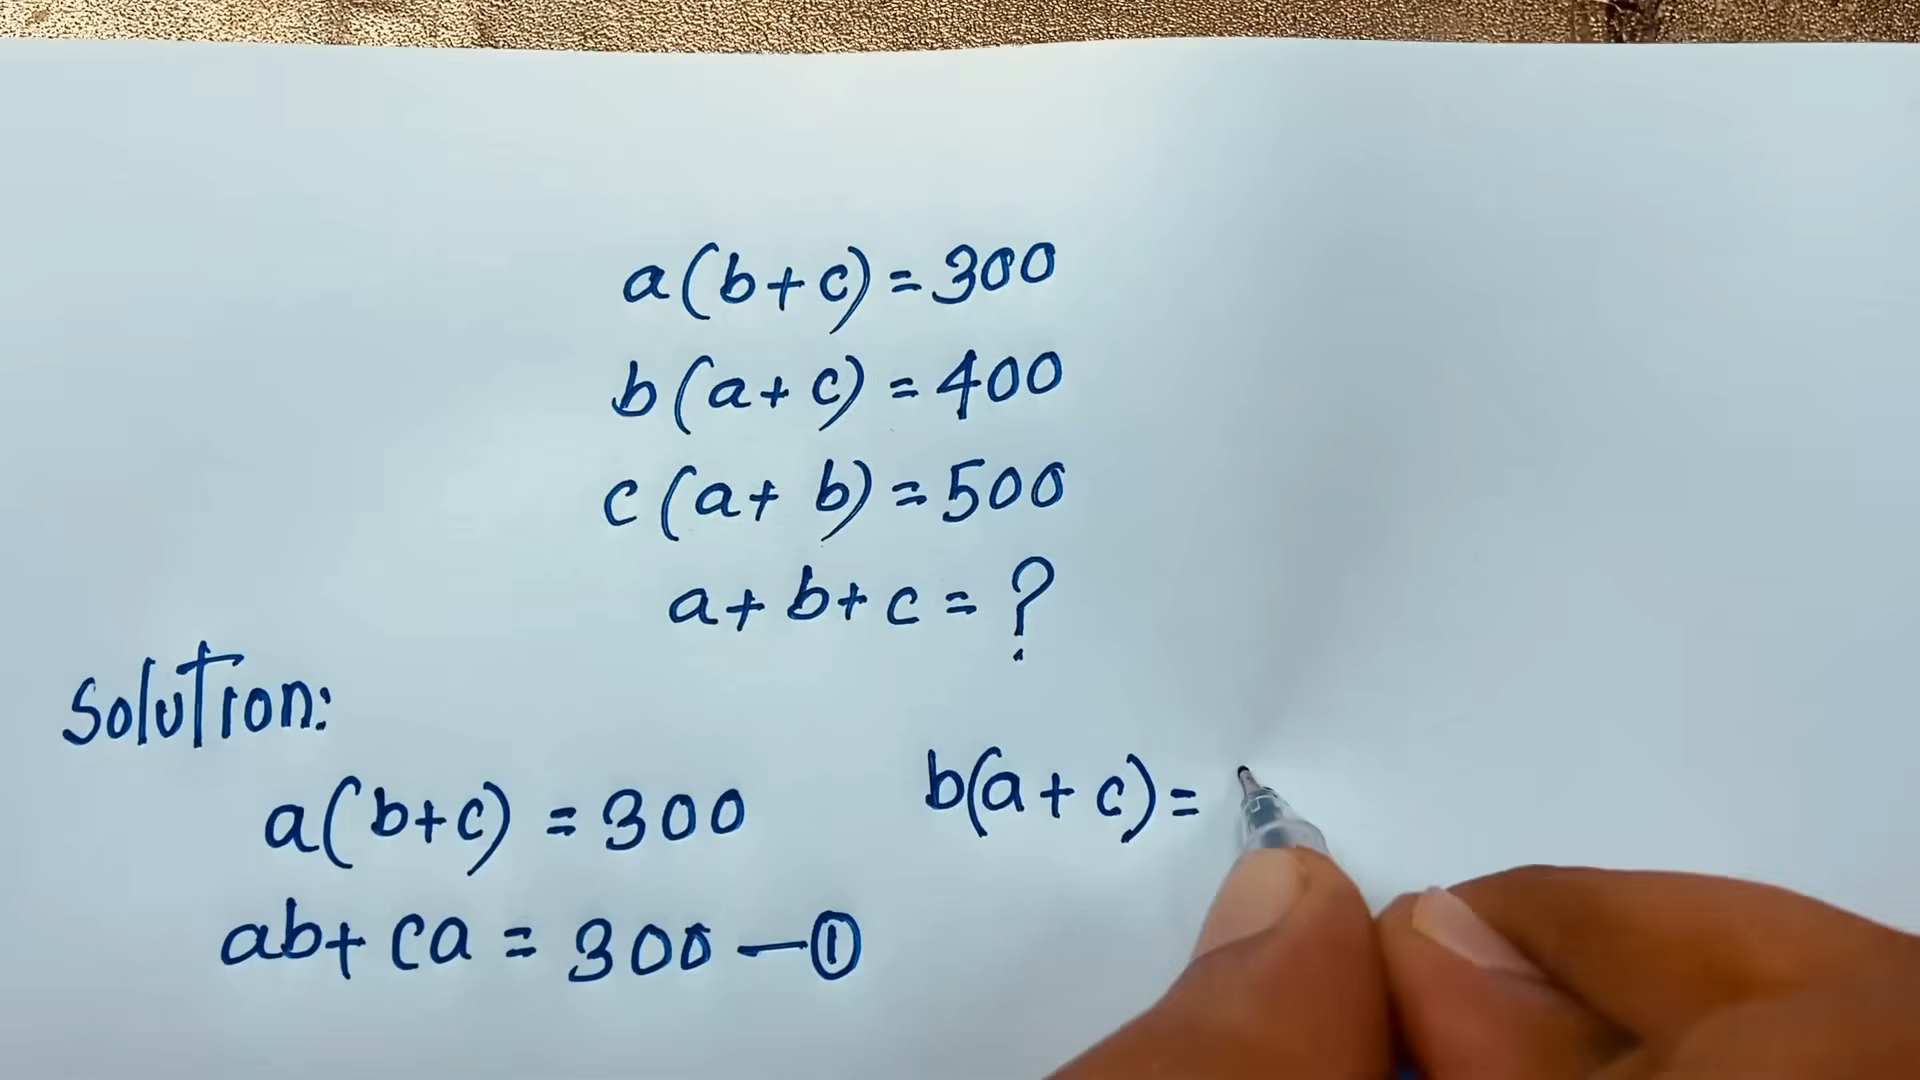 a(b+c)=300
b(a+c)=400
c(a+b)=500
a+b+c=?
Solution:
a(b+c)=300
ab+ca=300—①
b(a+c)=